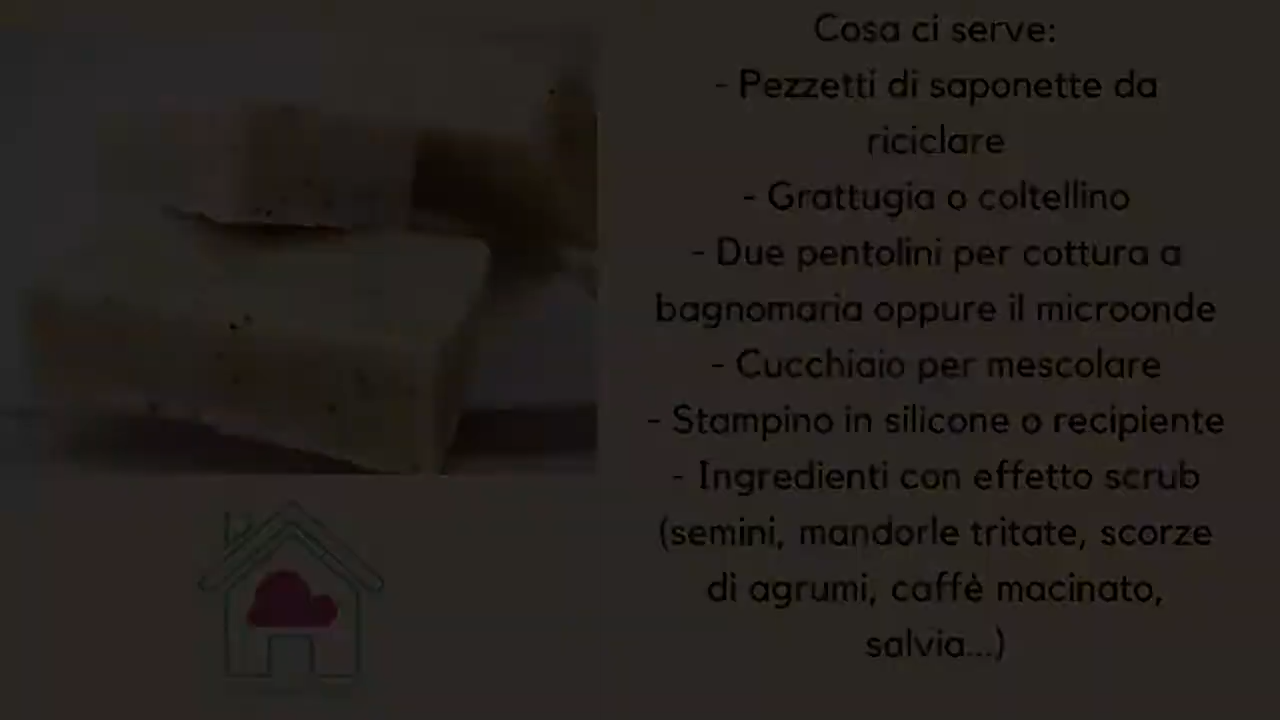 Cosa ci serve:
- Pezzetti di saponette da
riciclare
- Grattugia o coltellino
- Due pentolini per cottura a
bagnomaria oppure il microonde
- Cucchiaio per mescolare
- Stampino in silicone o recipiente
- Ingredienti con effetto scrub
(semini, mandorle tritate, scorze
di agrumi, caffè macinato,
salvia...)